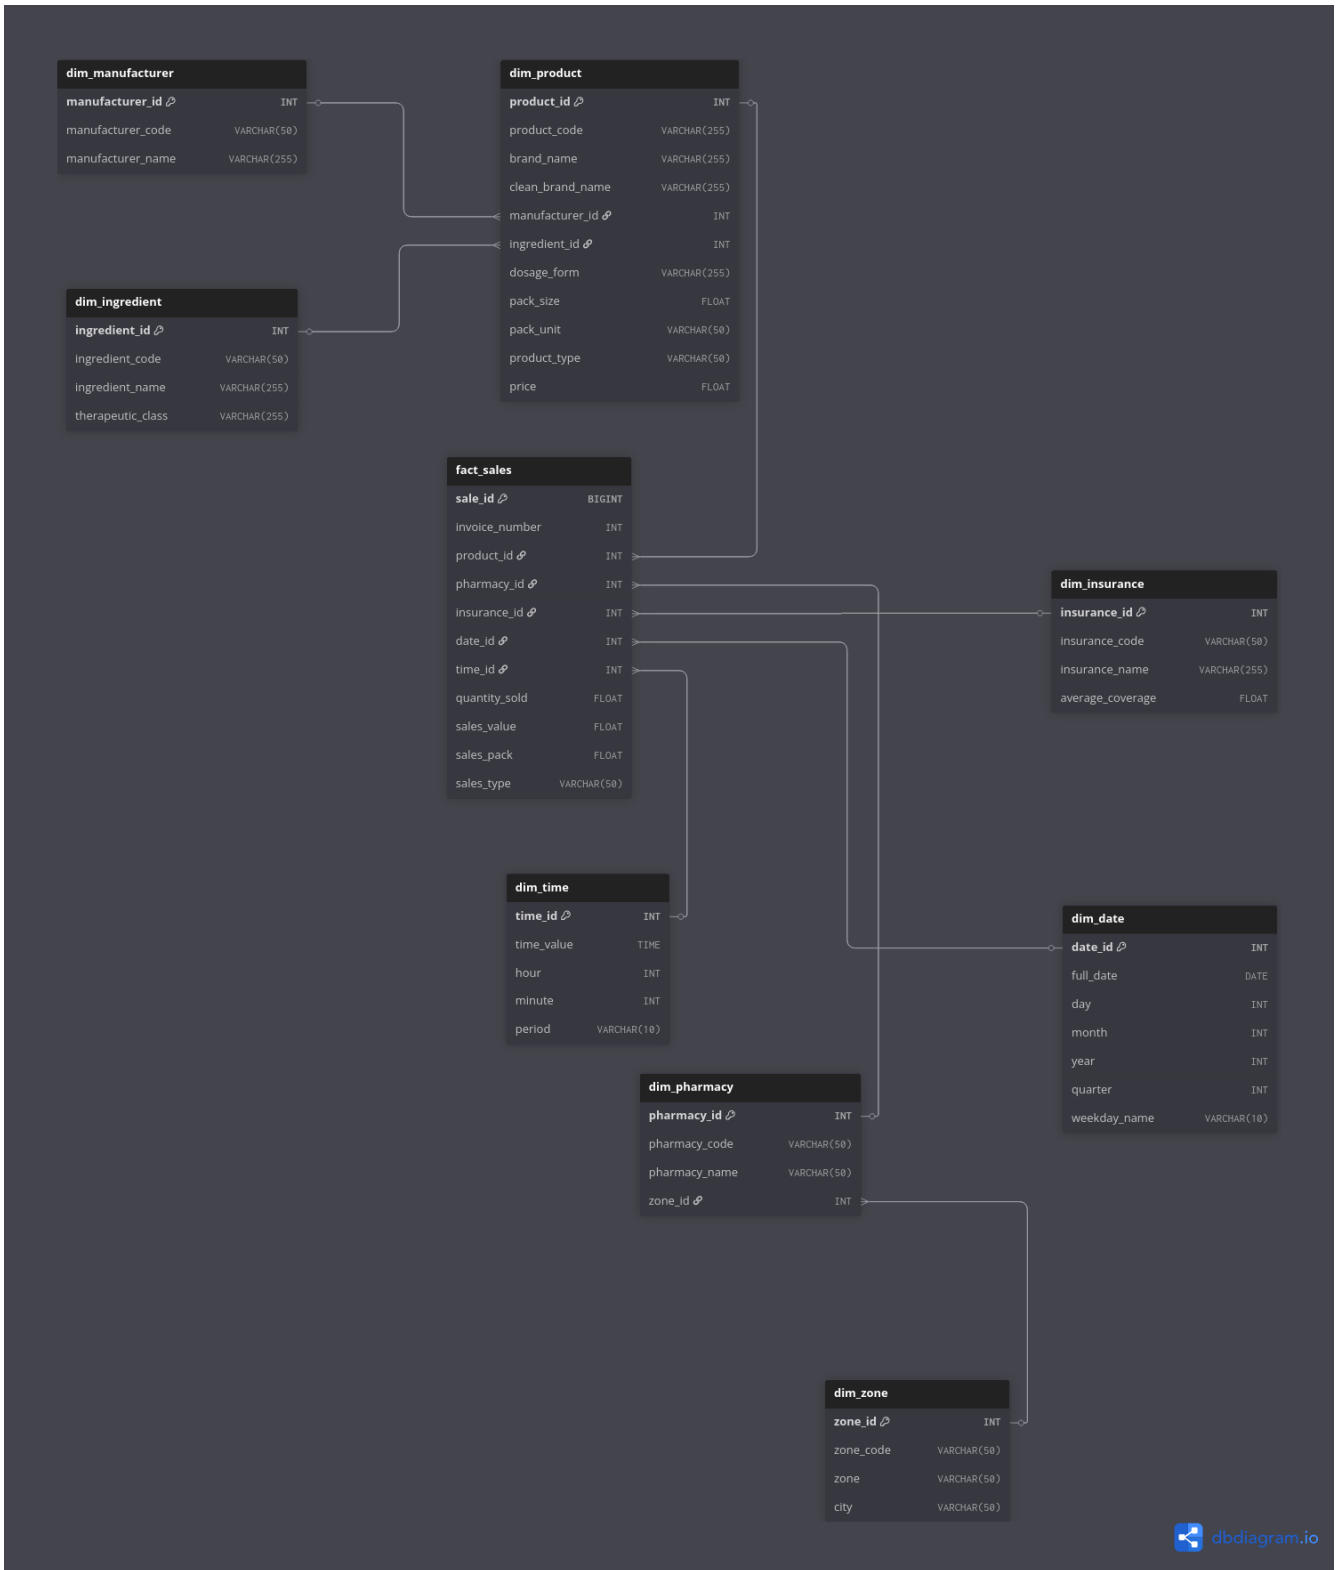 dim_manufacturer
manufacturer_id INT
manufacturer_code VARCHAR(50)
manufacturer_name VARCHAR(255)
dim_product
product_id INT
product_code VARCHAR(255)
brand_name VARCHAR(255)
clean_brand_name VARCHAR(255)
manufacturer_id INT
ingredient_id INT
dosage_form VARCHAR(255)
pack_size FLOAT
pack_unit VARCHAR(50)
product_type VARCHAR(50)
price FLOAT
dim_ingredient
ingredient_id INT
ingredient_code VARCHAR(50)
ingredient_name VARCHAR(255)
therapeutic_class VARCHAR(255)
fact_sales
sale_id BIGINT
invoice_number INT
product_id INT
pharmacy_id INT
insurance_id INT
date_id INT
time_id INT
quantity_sold FLOAT
sales_value FLOAT
sales_pack FLOAT
sales_type VARCHAR(50)
dim_insurance
insurance_id INT
insurance_code VARCHAR(50)
insurance_name VARCHAR(255)
average_coverage FLOAT
dim_time
time_id INT
time_value TIME
hour INT
minute INT
period VARCHAR(10)
dim_date
date_id INT
full_date DATE
day INT
month INT
year INT
quarter INT
weekday_name VARCHAR(10)
dim_pharmacy
pharmacy_id INT
pharmacy_code VARCHAR(50)
pharmacy_name VARCHAR(50)
zone_id INT
dim_zone
zone_id INT
zone_code VARCHAR(50)
zone VARCHAR(50)
city VARCHAR(50)
dbdiagram.io